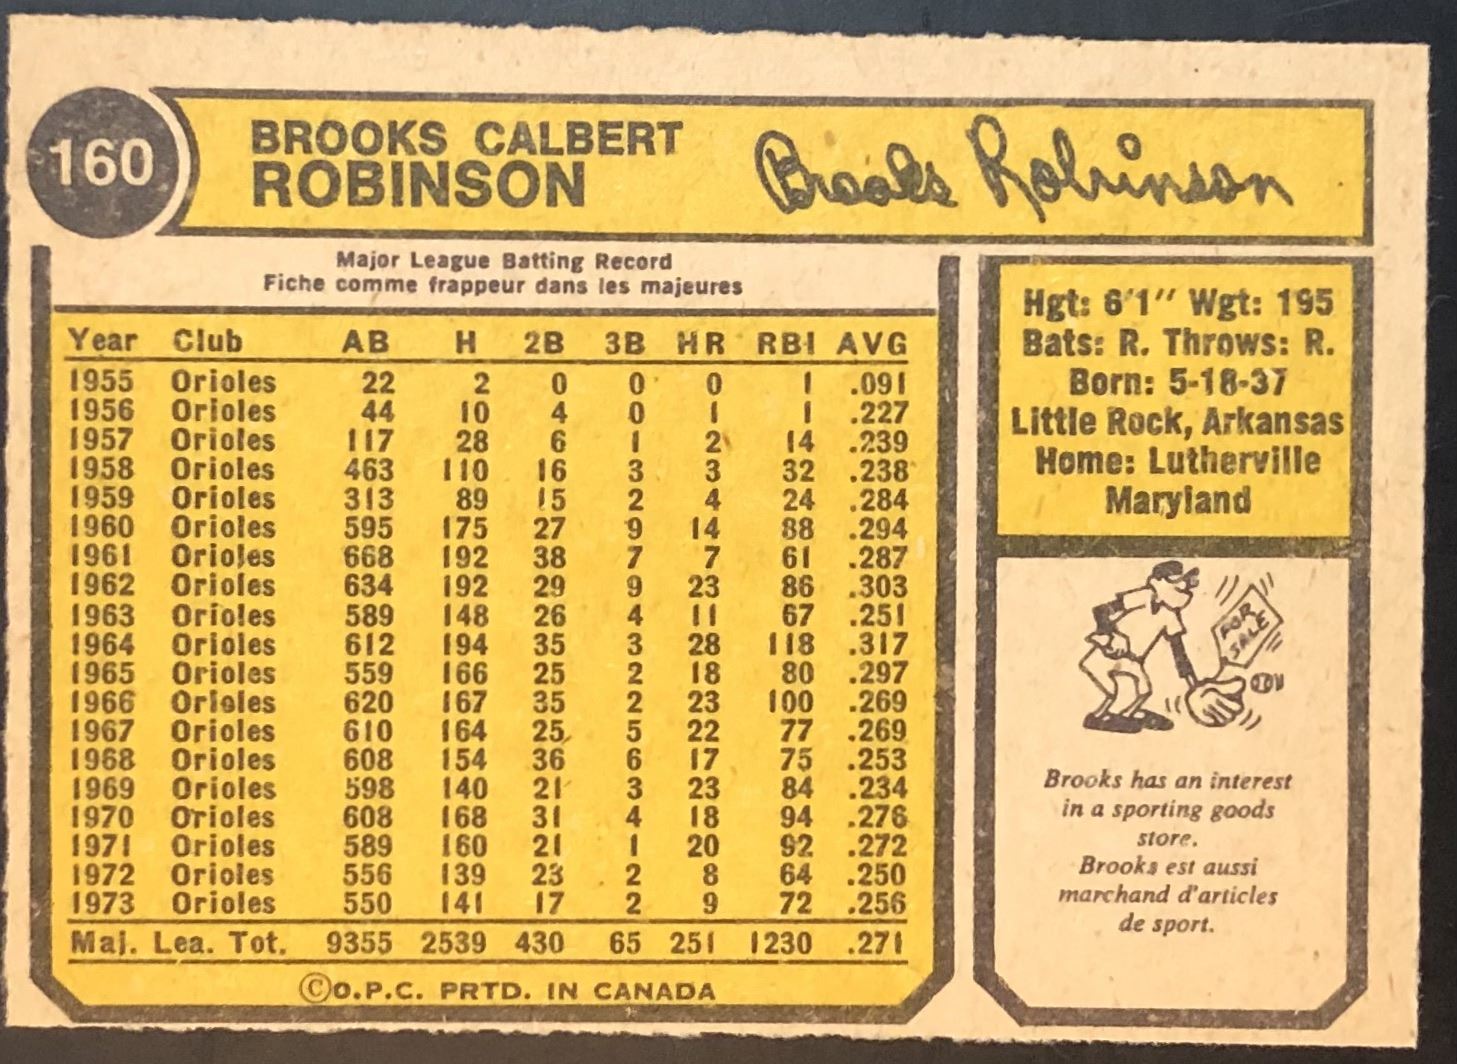 160
BROOKS CALBERT
ROBINSON
Brooks Robinson
Major League Batting Record
Fiche comme frappeur dans les majeures
Year Club AB H 2B 3B HR RBI AVG
1955 Orioles 22 2 0 0 0 1 .091
1956 Orioles 44 10 4 0 1 1 .227
1957 Orioles 117 28 6 1 2 14 .239
1958 Orioles 463 110 16 3 3 32 .238
1959 Orioles 313 89 15 2 4 24 .284
1960 Orioles 595 175 27 9 14 88 .294
1961 Orioles 668 192 38 7 7 61 .287
1962 Orioles 634 192 29 9 23 86 .303
1963 Orioles 589 148 26 4 11 67 .251
1964 Orioles 612 194 35 3 28 118 .317
1965 Orioles 559 166 25 2 18 80 .297
1966 Orioles 620 167 35 2 23 100 .269
1967 Orioles 610 164 25 5 22 77 .269
1968 Orioles 608 154 36 6 17 75 .253
1969 Orioles 598 140 21 3 23 84 .234
1970 Orioles 608 168 31 4 18 94 .276
1971 Orioles 589 160 21 1 20 92 .272
1972 Orioles 556 139 23 2 8 64 .250
1973 Orioles 550 141 17 2 9 72 .256
Maj. Lea. Tot. 9355 2539 430 65 251 1230 .271
©O.P.C. PRTD. IN CANADA
Hgt: 6'1" Wgt: 195
Bats: R. Throws: R.
Born: 5-18-37
Little Rock, Arkansas
Home: Lutherville
Maryland
FOR
SALE
Brooks has an interest
in a sporting goods
store.
Brooks est aussi
marchand d'articles
de sport.